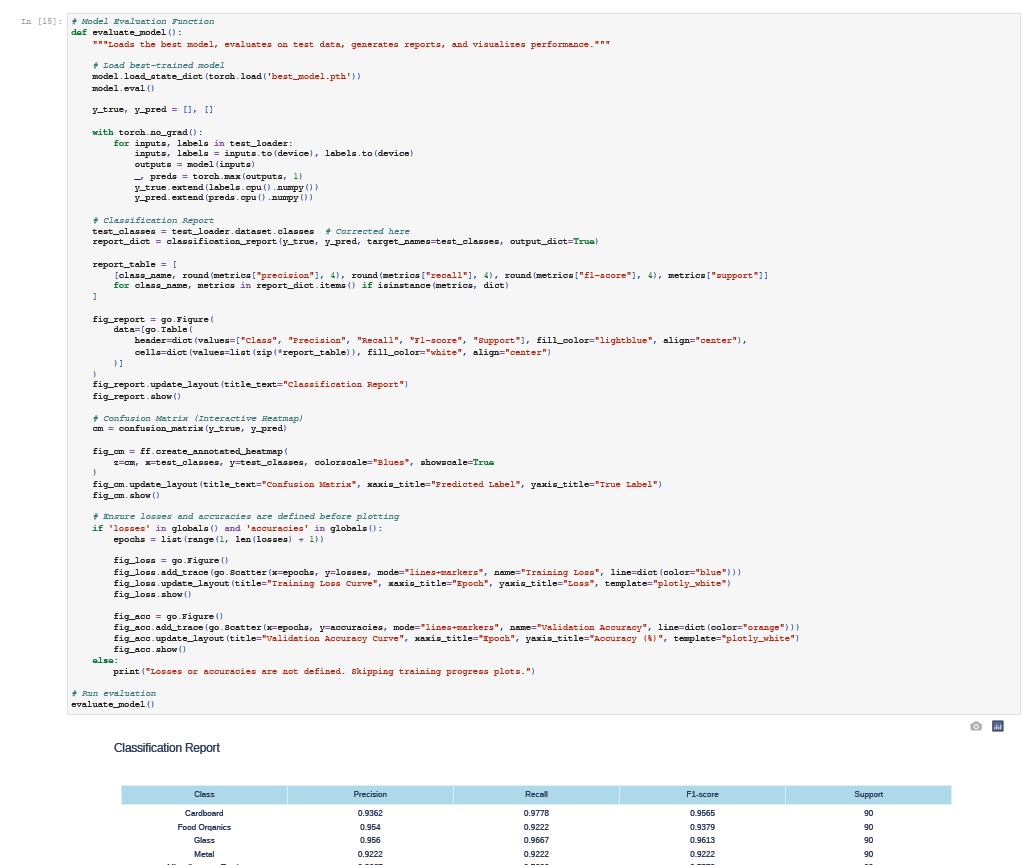 In [15]:
# Model Evaluation Function
def evaluate_model():
"""Loads the best model, evaluates on test data, generates reports, and visualizes performance."""
# Load best-trained model
model.load_state_dict(torch.load('best_model.pth'))
model.eval()
y_true, y_pred = [], []
with torch.no_grad():
for inputs, labels in test_loader:
inputs, labels = inputs.to(device), labels.to(device)
outputs = model(inputs)
_, preds = torch.max(outputs, 1)
y_true.extend(labels.cpu().numpy())
y_pred.extend(preds.cpu().numpy())
# Classification Report
test_classes = test_loader.dataset.classes # Corrected here
report_dict = classification_report(y_true, y_pred, target_names=test_classes, output_dict=True)
report_table = [
[class_name, round(metrics["precision"], 4), round(metrics["recall"], 4), round(metrics["f1-score"], 4), metrics["support"]]
for class_name, metrics in report_dict.items() if isinstance(metrics, dict)
]
fig_report = go.Figure(
data=[go.Table(
header=dict(values=["Class", "Precision", "Recall", "F1-score", "Support"], fill_color="lightblue", align="center"),
cells=dict(values=list(zip(*report_table)), fill_color="white", align="center")
)]
)
fig_report.update_layout(title_text="Classification Report")
fig_report.show()
# Confusion Matrix (Interactive Heatmap)
cm = confusion_matrix(y_true, y_pred)
fig_cm = ff.create_annotated_heatmap(
z=cm, x=test_classes, y=test_classes, colorscale="Blues", showscale=True
)
fig_cm.update_layout(title_text="Confusion Matrix", xaxis_title="Predicted Label", yaxis_title="True Label")
fig_cm.show()
# Ensure losses and accuracies are defined before plotting
if 'losses' in globals() and 'accuracies' in globals():
epochs = list(range(1, len(losses) + 1))
fig_loss = go.Figure()
fig_loss.add_trace(go.Scatter(x=epochs, y=losses, mode="lines+markers", name="Training Loss", line=dict(color="blue")))
fig_loss.update_layout(title="Training Loss Curve", xaxis_title="Epoch", yaxis_title="Loss", template="plotly_white")
fig_loss.show()
fig_acc = go.Figure()
fig_acc.add_trace(go.Scatter(x=epochs, y=accuracies, mode="lines+markers", name="Validation Accuracy", line=dict(color="orange")))
fig_acc.update_layout(title="Validation Accuracy Curve", xaxis_title="Epoch", yaxis_title="Accuracy (%)", template="plotly_white")
fig_acc.show()
else:
print("Losses or accuracies are not defined. Skipping training progress plots.")
# Run evaluation
evaluate_model()
Classification Report
Class Precision Recall F1-score Support
Cardboard 0.9362 0.9778 0.9565 90
Food Organics 0.954 0.9222 0.9379 90
Glass 0.956 0.9667 0.9613 90
Metal 0.9222 0.9222 0.9222 90